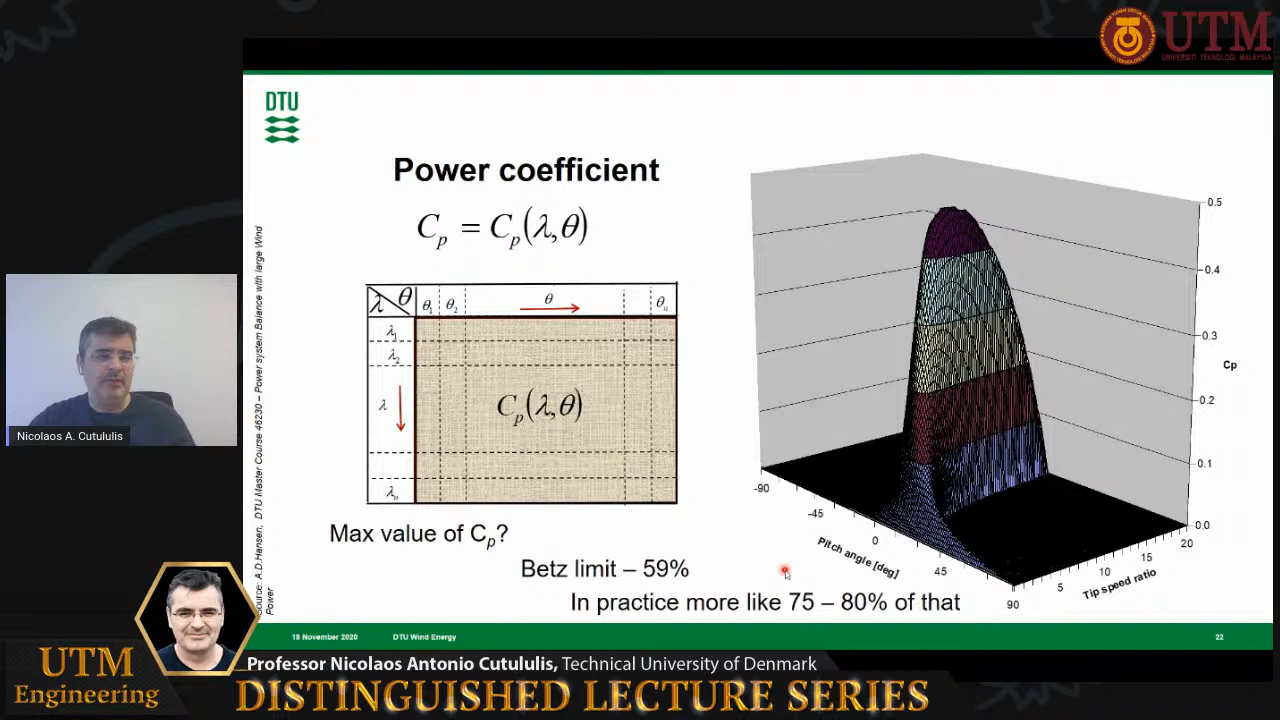 UTM
UNIVERSITI TEKNOLOGI MALAYSIA
DTU
Power coefficient
Cp = Cp(λ,θ)
λ θ θ1 θ2 θ θn
λ1
λ2
λ
λn
Cp(λ,θ)
Max value of Cp?
Betz limit – 59%
In practice more like 75 – 80% of that
Source: A.D.Hansen, DTU Master Course 46230 – Power system Balance with large Wind
Power
0.5
0.4
0.3
Cp
0.2
0.1
0.0
-90
-45
0
45
90
Pitch angle [deg]
5
10
15
20
Tip speed ratio
18 November 2020 DTU Wind Energy 22
Nicolaos A. Cutululis
UTM
Engineering
Professor Nicolaos Antonio Cutululis, Technical University of Denmark
DISTINGUISHED LECTURE SERIES